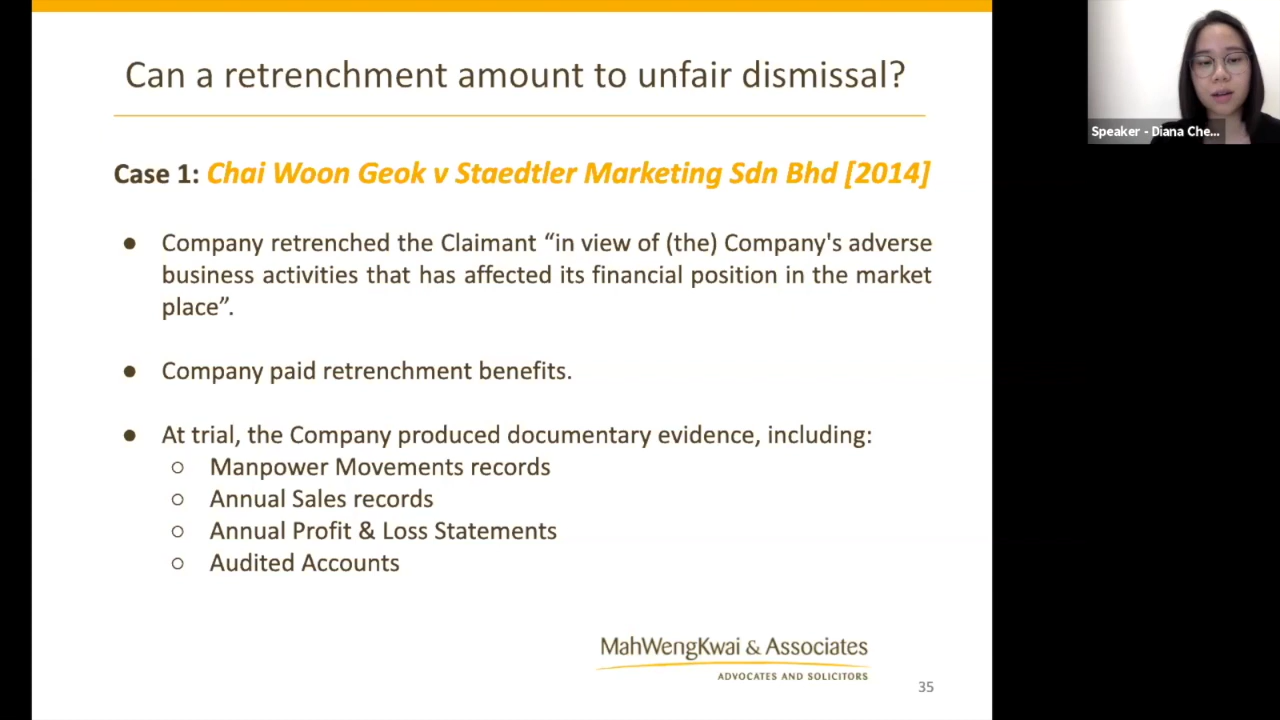 Can a retrenchment amount to unfair dismissal?
Case 1: Chai Woon Geok v Staedtler Marketing Sdn Bhd [2014]
● Company retrenched the Claimant “in view of (the) Company's adverse
business activities that has affected its financial position in the market
place”.
● Company paid retrenchment benefits.
● At trial, the Company produced documentary evidence, including:
○ Manpower Movements records
○ Annual Sales records
○ Annual Profit & Loss Statements
○ Audited Accounts
MahWengKwai & Associates
ADVOCATES AND SOLICITORS
35
Speaker - Diana Che...